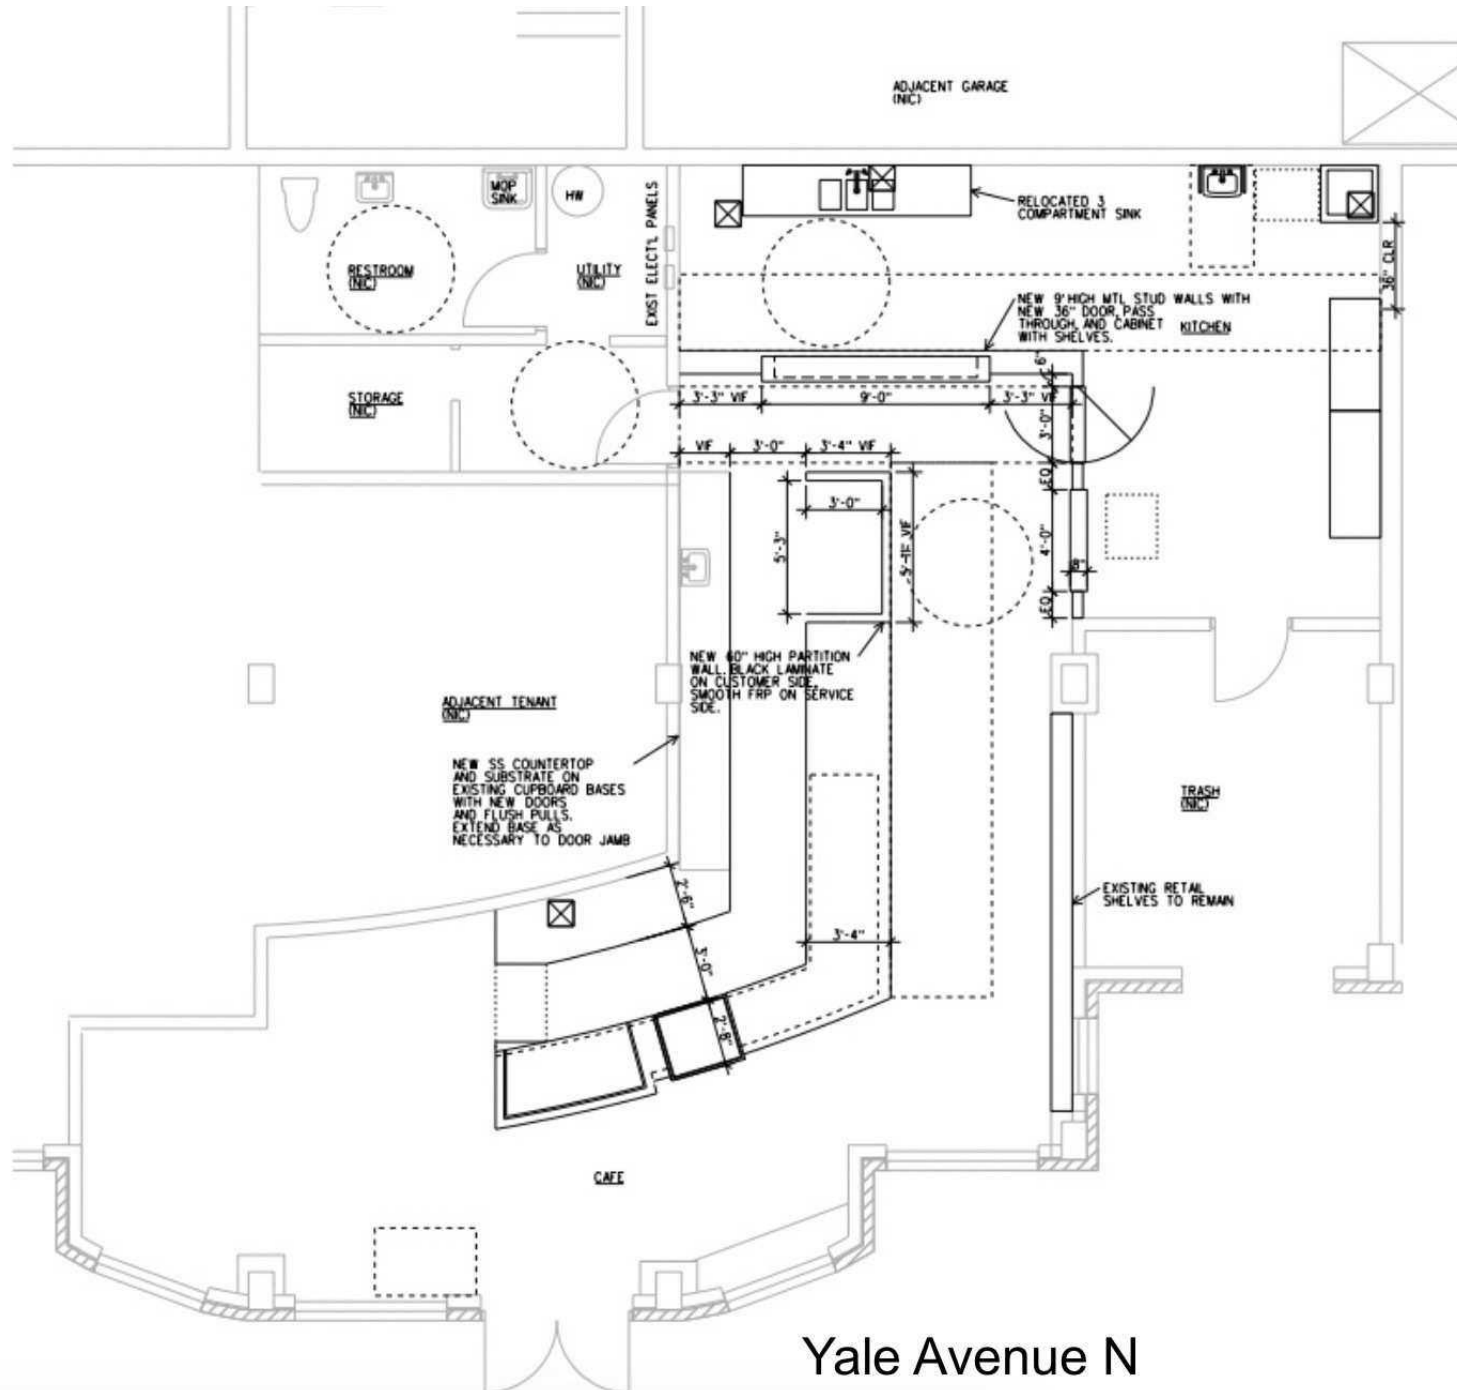 ADJACENT GARAGE
(NIC)
MOP
SINK
HW
EXIST ELECT'L PANELS
RELOCATED 3
COMPARTMENT SINK
RESTROOM
(NIC)
UTILITY
(NIC)
36" CLR
NEW 9' HIGH MTL STUD WALLS WITH
NEW 36" DOOR, PASS
THROUGH, AND CABINET
WITH SHELVES.
KITCHEN
STORAGE
(NIC)
6"
3'-3" VIF
9'-0"
3'-3" VIF
3'-0"
VIF
3'-0"
3'-4" VIF
EQ
3'-0"
5'-3"
5'-11" VIF
4'-0"
8"
EQ
NEW 60" HIGH PARTITION
WALL. BLACK LAMINATE
ON CUSTOMER SIDE,
SMOOTH FRP ON SERVICE
SIDE.
ADJACENT TENANT
(NIC)
NEW SS COUNTERTOP
AND SUBSTRATE ON
EXISTING CUPBOARD BASES
WITH NEW DOORS
AND FLUSH PULLS.
EXTEND BASE AS
NECESSARY TO DOOR JAMB
TRASH
(NIC)
2'-6"
EXISTING RETAIL
SHELVES TO REMAIN
3'-4"
3'-0"
2'-8"
CAFE
Yale Avenue N